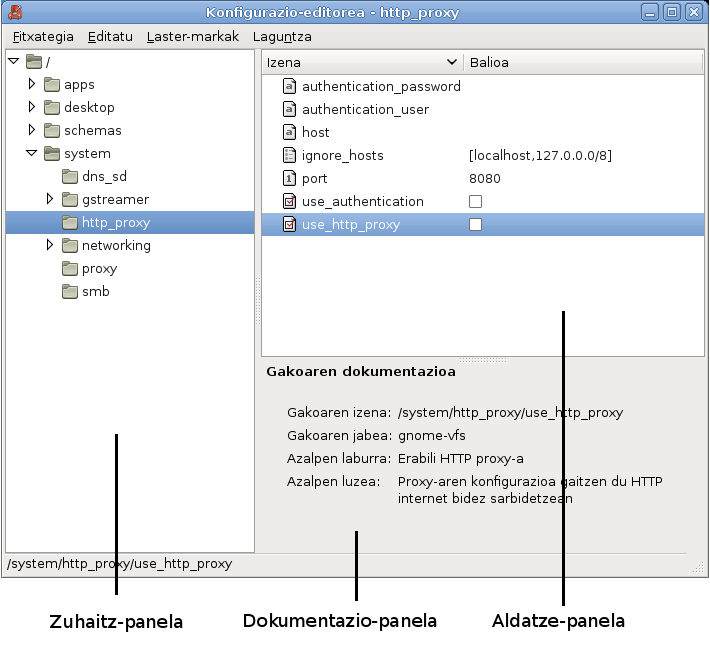 Konfigurazio-editorea - http_proxy
Fitxategia Editatu Laster-markak Laguntza
/
apps
desktop
schemas
system
dns_sd
gstreamer
http_proxy
networking
proxy
smb
Izena Balioa
authentication_password
authentication_user
host
ignore_hosts [localhost,127.0.0.0/8]
port 8080
use_authentication
use_http_proxy
Gakoaren dokumentazioa
Gakoaren izena: /system/http_proxy/use_http_proxy
Gakoaren jabea: gnome-vfs
Azalpen laburra: Erabili HTTP proxy-a
Azalpen luzea: Proxy-aren konfigurazioa gaitzen du HTTP
internet bidez sarbidetzean
/system/http_proxy/use_http_proxy
Zuhaitz-panela Dokumentazio-panela Aldatze-panela